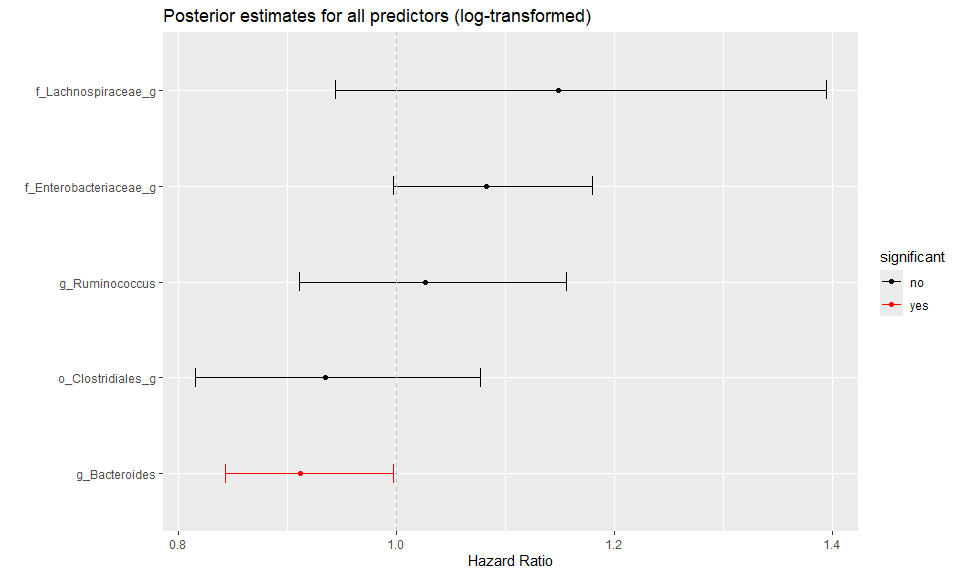 Posterior estimates for all predictors (log-transformed)
f_Lachnospiraceae_g
f_Enterobacteriaceae_g
g_Ruminococcus
o_Clostridiales_g
g_Bacteroides
0.8 1.0 1.2 1.4
Hazard Ratio
significant
no
yes